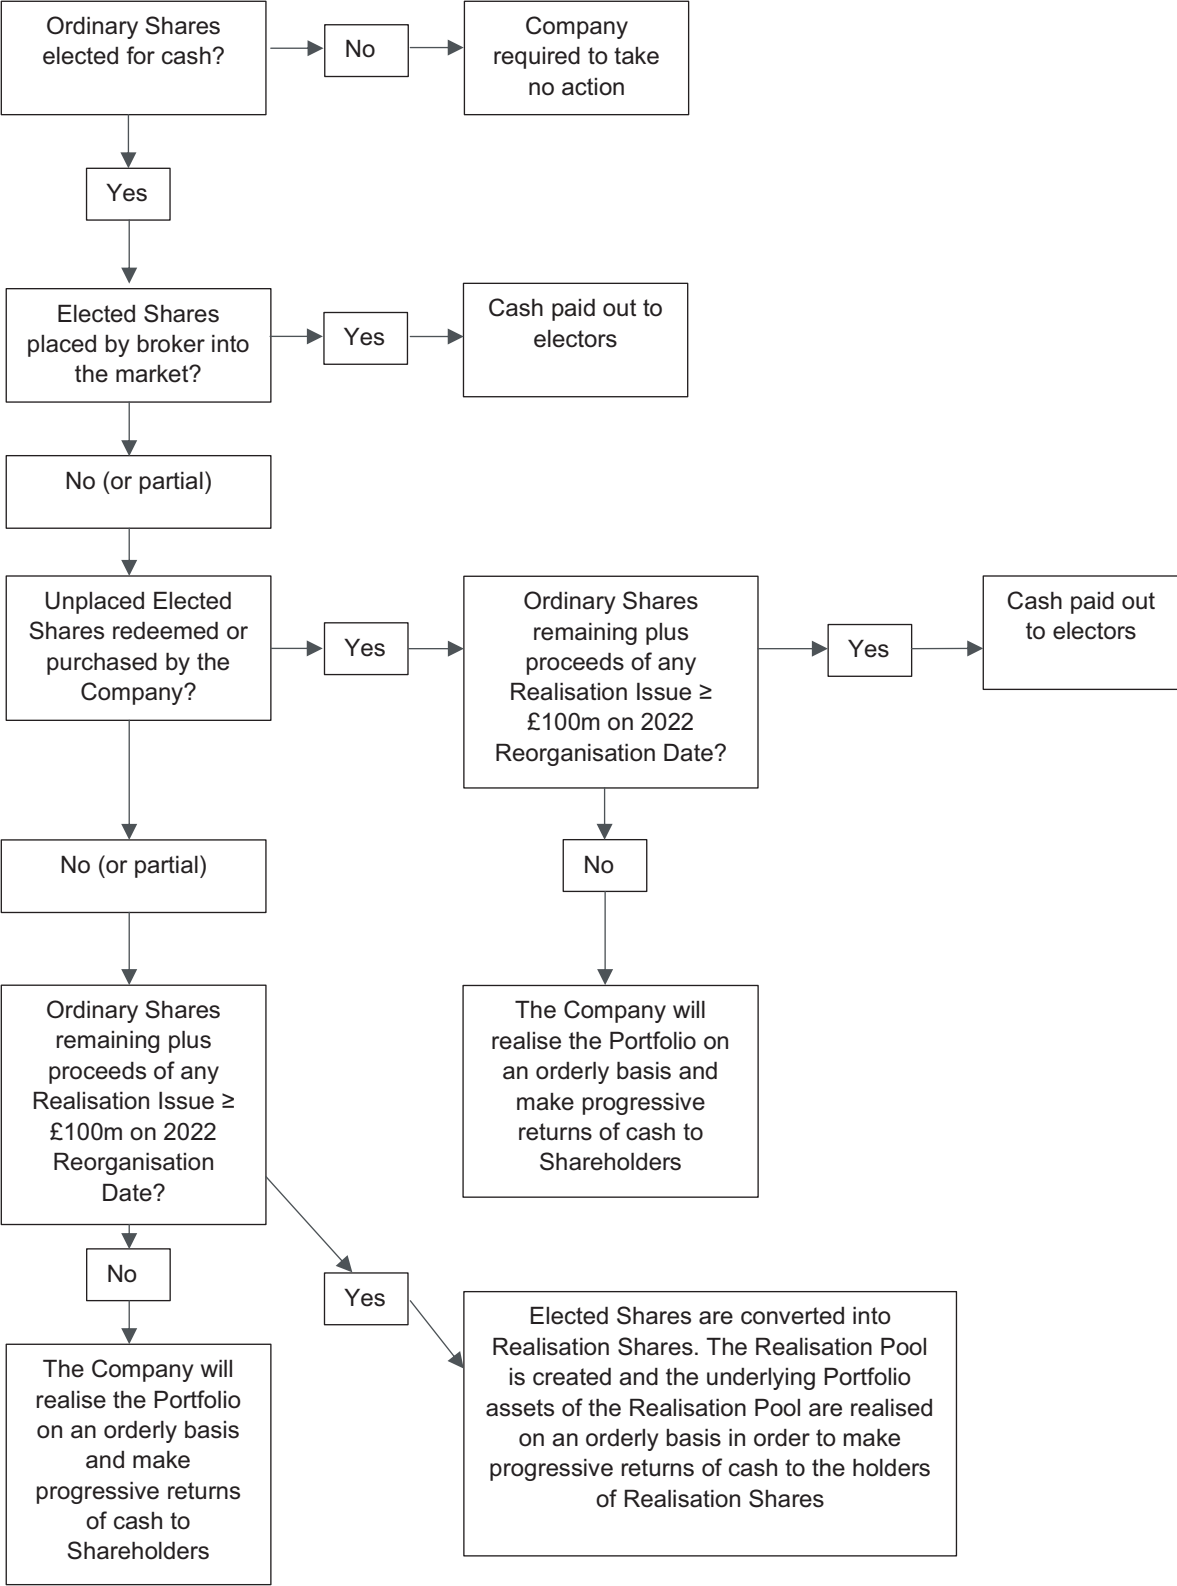 Ordinary Shares
elected for cash?
No
Company
required to take
no action
Yes
Elected Shares
placed by broker into
the market?
Yes
Cash paid out to
electors
No (or partial)
Unplaced Elected
Shares redeemed or
purchased by the
Company?
Yes
Ordinary Shares
remaining plus
proceeds of any
Realisation Issue ≥
£100m on 2022
Reorganisation Date?
Yes
Cash paid out
to electors
No
The Company will
realise the Portfolio on
an orderly basis and
make progressive
returns of cash to
Shareholders
No (or partial)
Ordinary Shares
remaining plus
proceeds of any
Realisation Issue ≥
£100m on 2022
Reorganisation
Date?
No
The Company will
realise the Portfolio
on an orderly basis
and make
progressive returns
of cash to
Shareholders
Yes
Elected Shares are converted into
Realisation Shares. The Realisation Pool
is created and the underlying Portfolio
assets of the Realisation Pool are realised
on an orderly basis in order to make
progressive returns of cash to the holders
of Realisation Shares